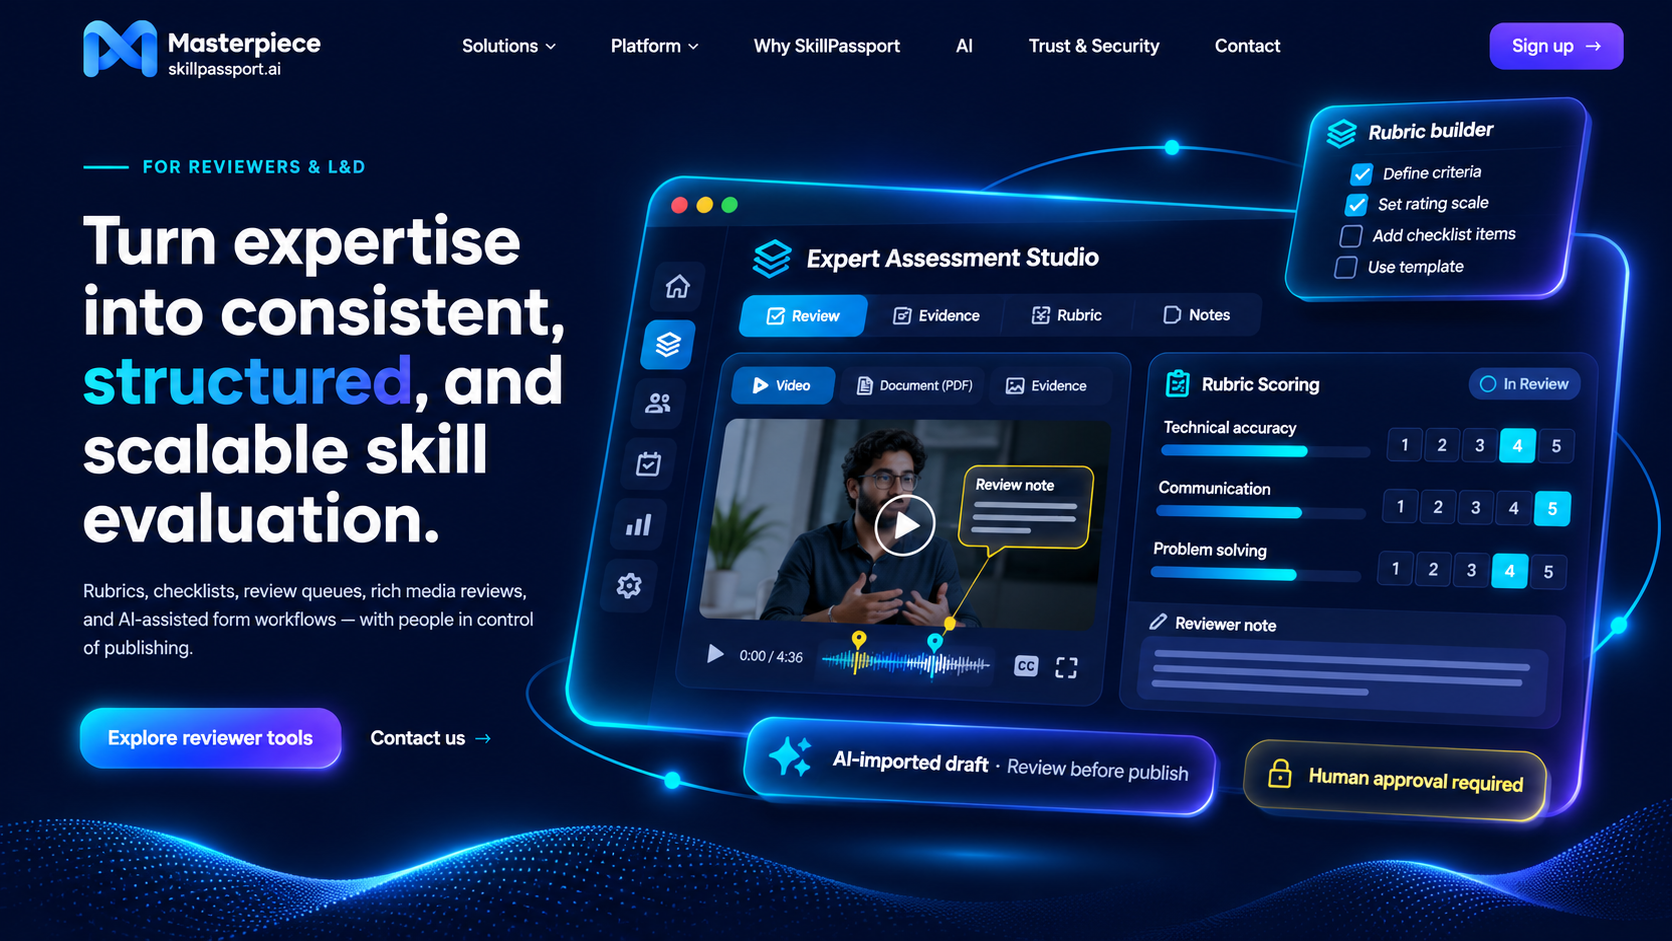 Masterpiece
skillpassport.ai
Solutions
Platform
Why SkillPassport
AI
Trust & Security
Contact
Sign up →
FOR REVIEWERS & L&D
Turn expertise
into consistent,
structured, and
scalable skill
evaluation.
Rubrics, checklists, review queues, rich media reviews,
and AI-assisted form workflows — with people in control
of publishing.
Explore reviewer tools
Contact us →
Rubric builder
Define criteria
Set rating scale
Add checklist items
Use template
Expert Assessment Studio
Review
Evidence
Rubric
Notes
Video
Document (PDF)
Evidence
Review note
0:00 / 4:36
CC
Rubric Scoring
In Review
Technical accuracy
1 2 3 4 5
Communication
1 2 3 4 5
Problem solving
1 2 3 4 5
Reviewer note
AI-imported draft · Review before publish
Human approval required